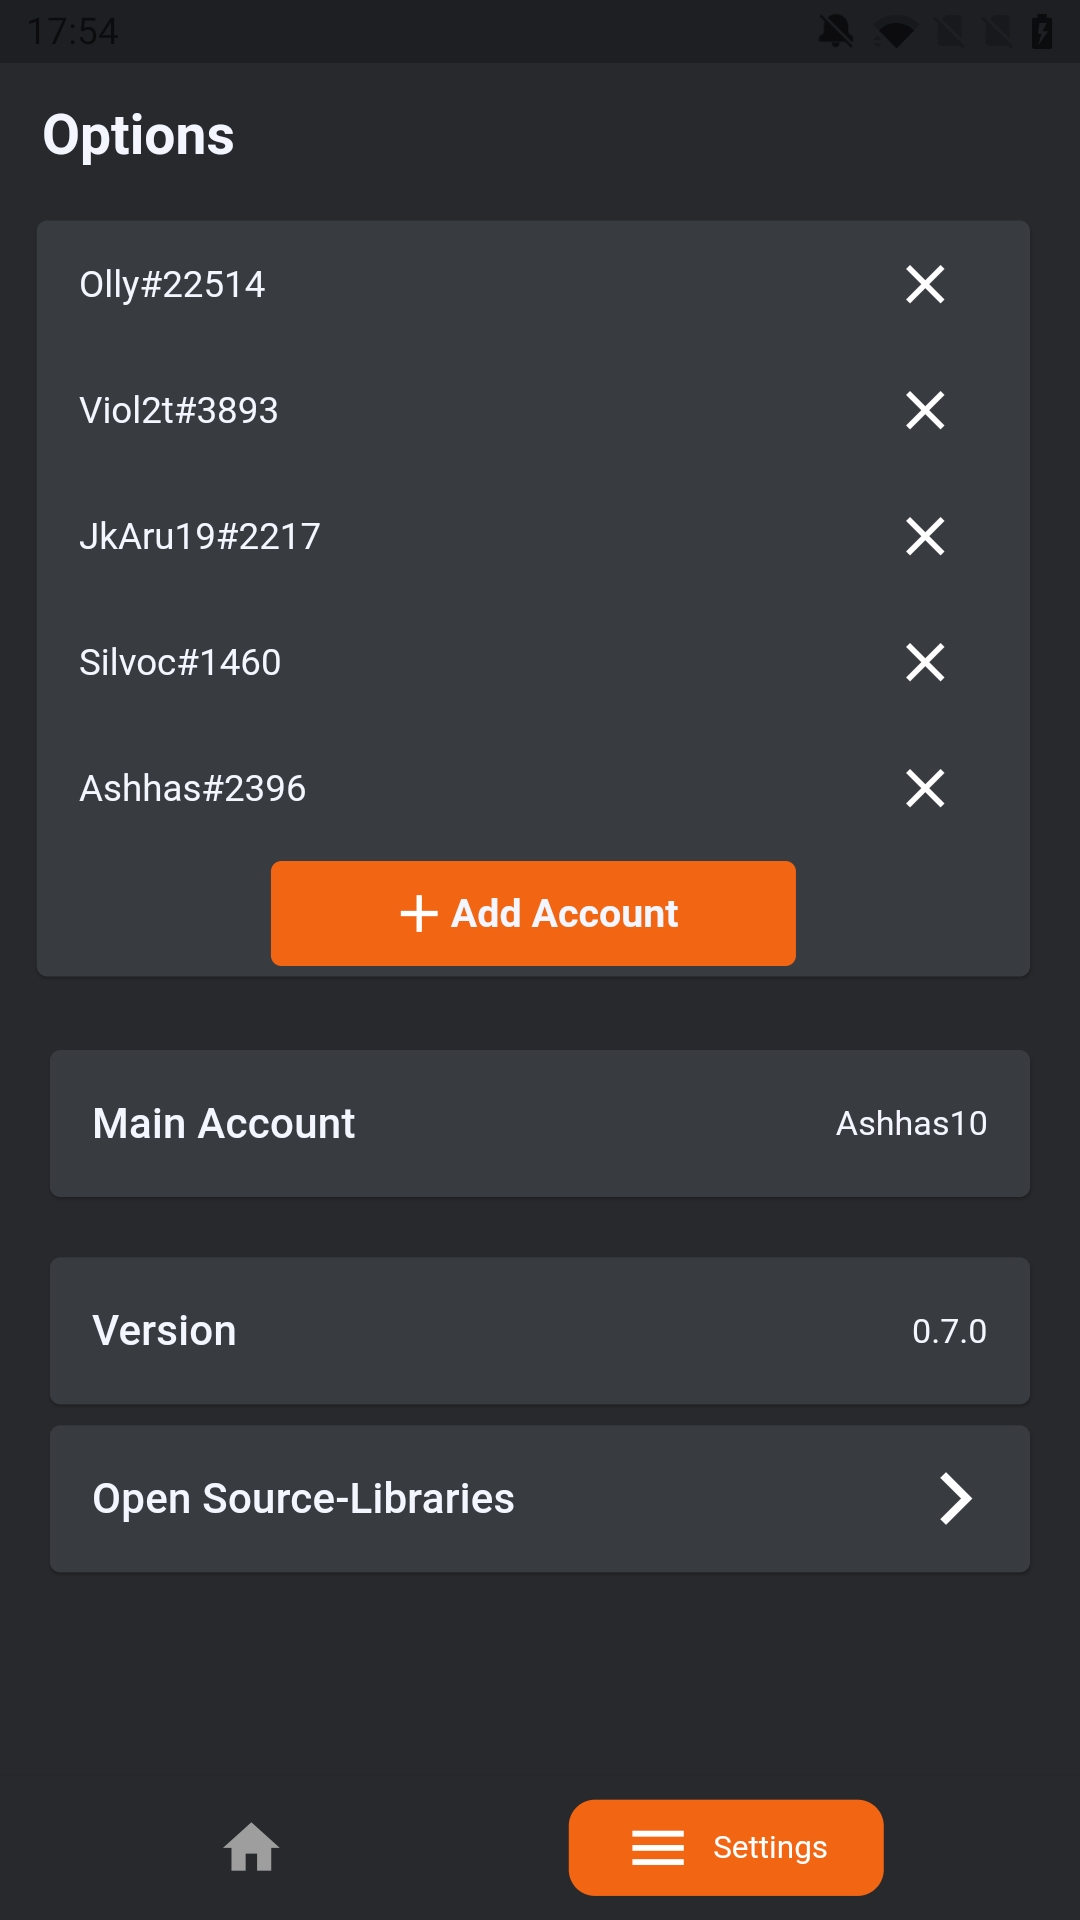 17:54
Options
Olly#22514
Viol2t#3893
JkAru19#2217
Silvoc#1460
Ashhas#2396
Add Account
Main Account Ashhas10
Version 0.7.0
Open Source-Libraries
Settings